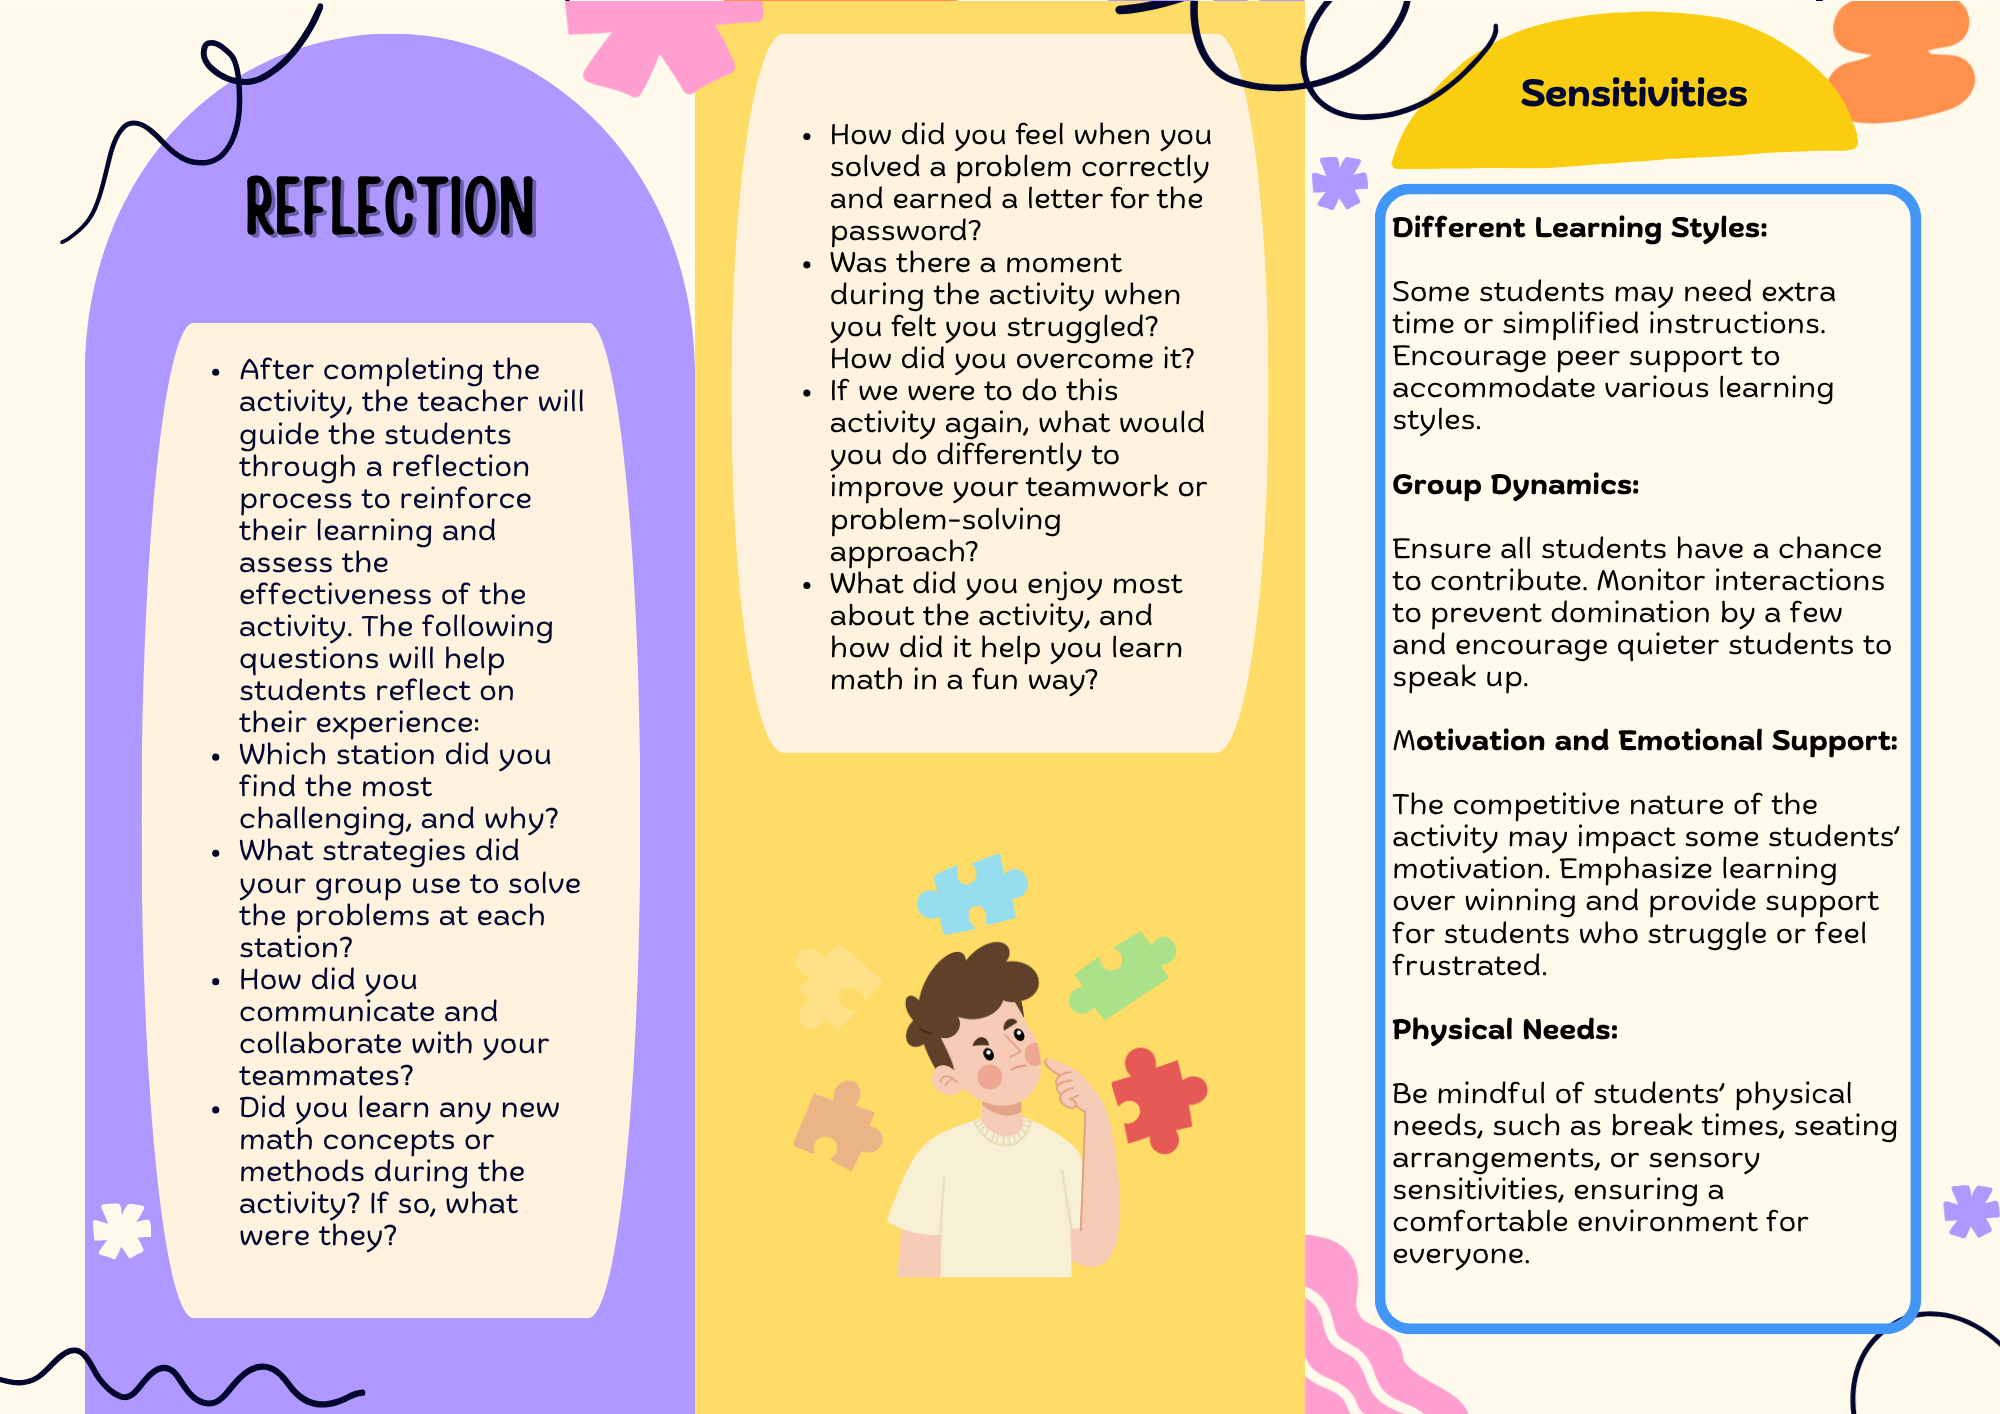 REFLECTION
• After completing the
activity, the teacher will
guide the students
through a reflection
process to reinforce
their learning and
assess the
effectiveness of the
activity. The following
questions will help
students reflect on
their experience:
• Which station did you
find the most
challenging, and why?
• What strategies did
your group use to solve
the problems at each
station?
• How did you
communicate and
collaborate with your
teammates?
• Did you learn any new
math concepts or
methods during the
activity? If so, what
were they?
• How did you feel when you
solved a problem correctly
and earned a letter for the
password?
• Was there a moment
during the activity when
you felt you struggled?
How did you overcome it?
• If we were to do this
activity again, what would
you do differently to
improve your teamwork or
problem-solving
approach?
• What did you enjoy most
about the activity, and
how did it help you learn
math in a fun way?
Sensitivities
Different Learning Styles:
Some students may need extra
time or simplified instructions.
Encourage peer support to
accommodate various learning
styles.
Group Dynamics:
Ensure all students have a chance
to contribute. Monitor interactions
to prevent domination by a few
and encourage quieter students to
speak up.
Motivation and Emotional Support:
The competitive nature of the
activity may impact some students’
motivation. Emphasize learning
over winning and provide support
for students who struggle or feel
frustrated.
Physical Needs:
Be mindful of students’ physical
needs, such as break times, seating
arrangements, or sensory
sensitivities, ensuring a
comfortable environment for
everyone.